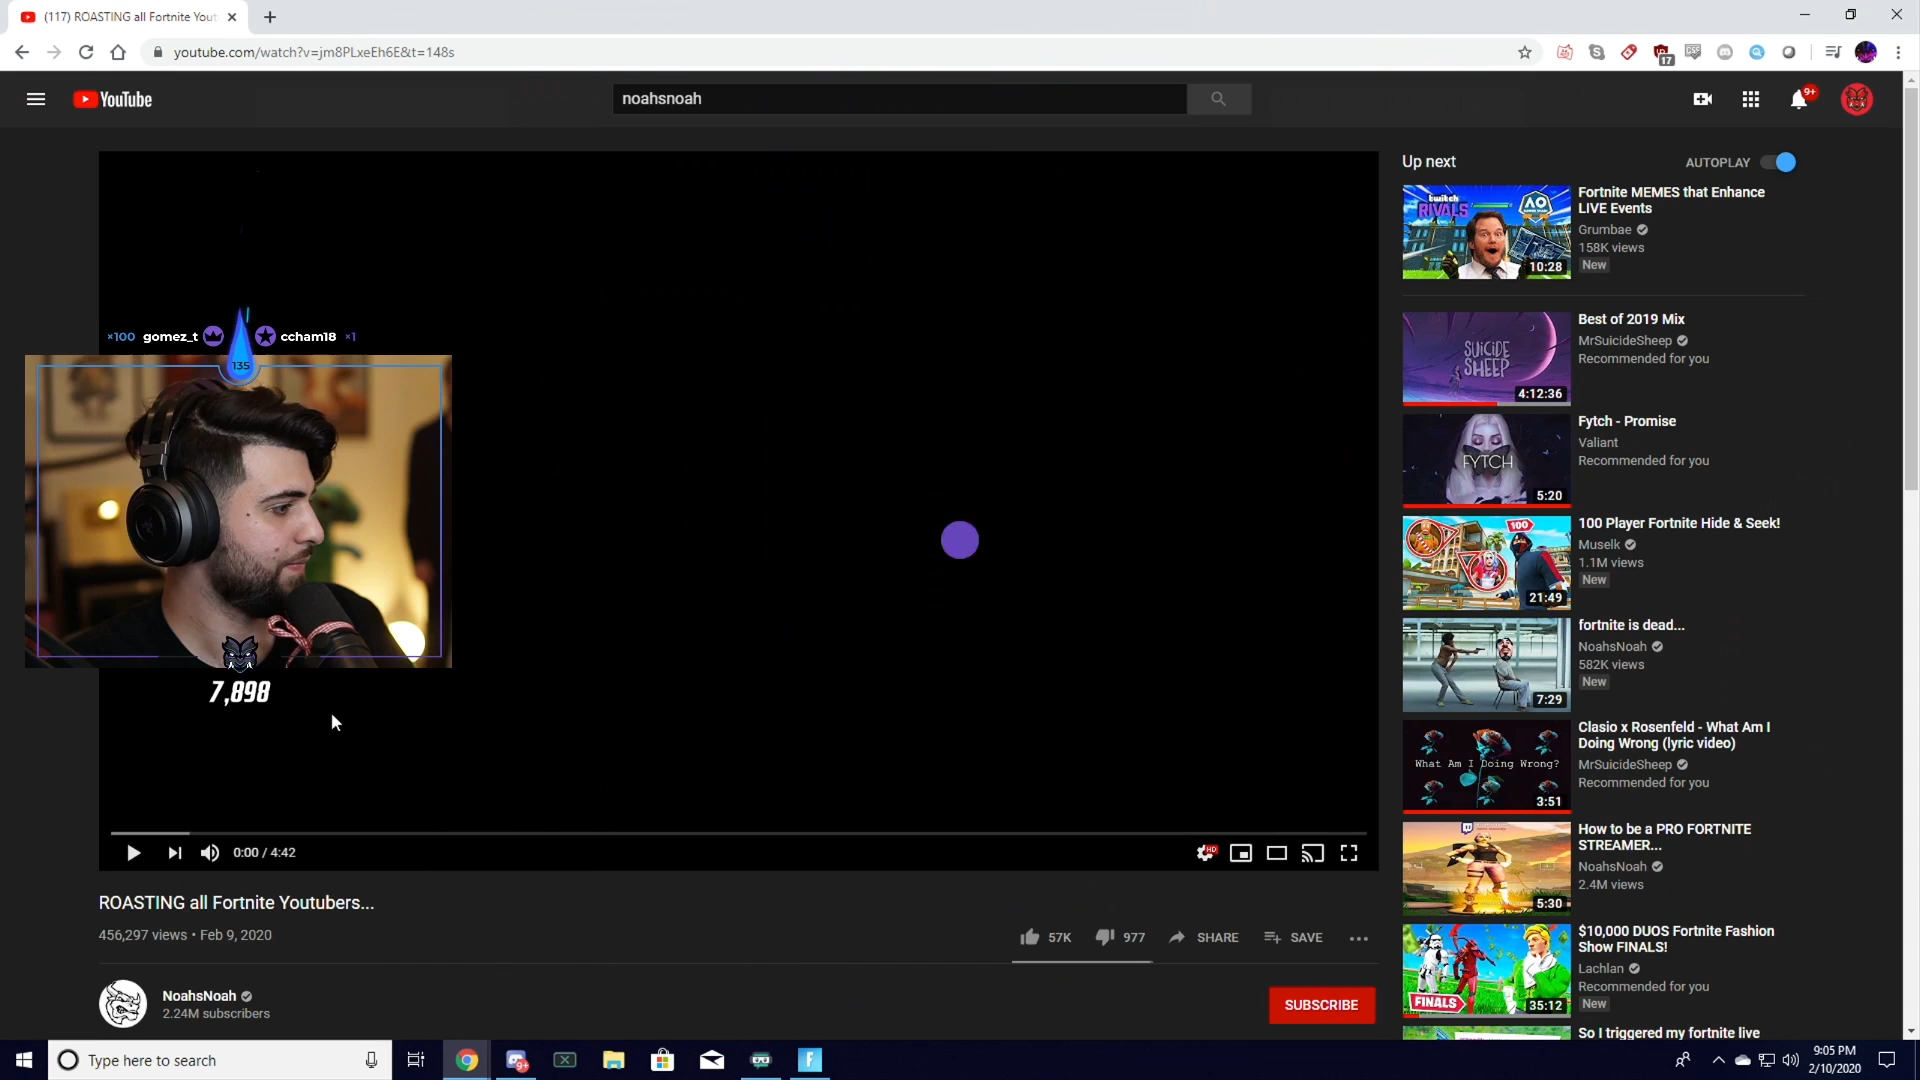 (117) ROASTING all Fortnite Yout
youtube.com/watch?v=jm8PLxeEh6E&t=148s
17
YouTube
noahsnoah
9+
Up next
AUTOPLAY
twitch
RIVALS
AO
10:28
Fortnite MEMES that Enhance
LIVE Events
Grumbae
158K views
New
×100 gomez_t
ccham18 ×1
135
7,898
SUICIDE
SHEEP
4:12:36
Best of 2019 Mix
MrSuicideSheep
Recommended for you
FYTCH
5:20
Fytch - Promise
Valiant
Recommended for you
100
21:49
100 Player Fortnite Hide & Seek!
Muselk
1.1M views
New
7:29
fortnite is dead...
NoahsNoah
582K views
New
What Am I Doing Wrong?
3:51
Clasio x Rosenfeld - What Am I
Doing Wrong (lyric video)
MrSuicideSheep
Recommended for you
5:30
How to be a PRO FORTNITE
STREAMER...
NoahsNoah
2.4M views
FINALS
35:12
$10,000 DUOS Fortnite Fashion
Show FINALS!
Lachlan
Recommended for you
New
So I triggered my fortnite live
0:00 / 4:42
HD
ROASTING all Fortnite Youtubers...
456,297 views • Feb 9, 2020
57K
977
SHARE
SAVE
NoahsNoah
2.24M subscribers
SUBSCRIBE
Type here to search
9+
9:05 PM
2/10/2020